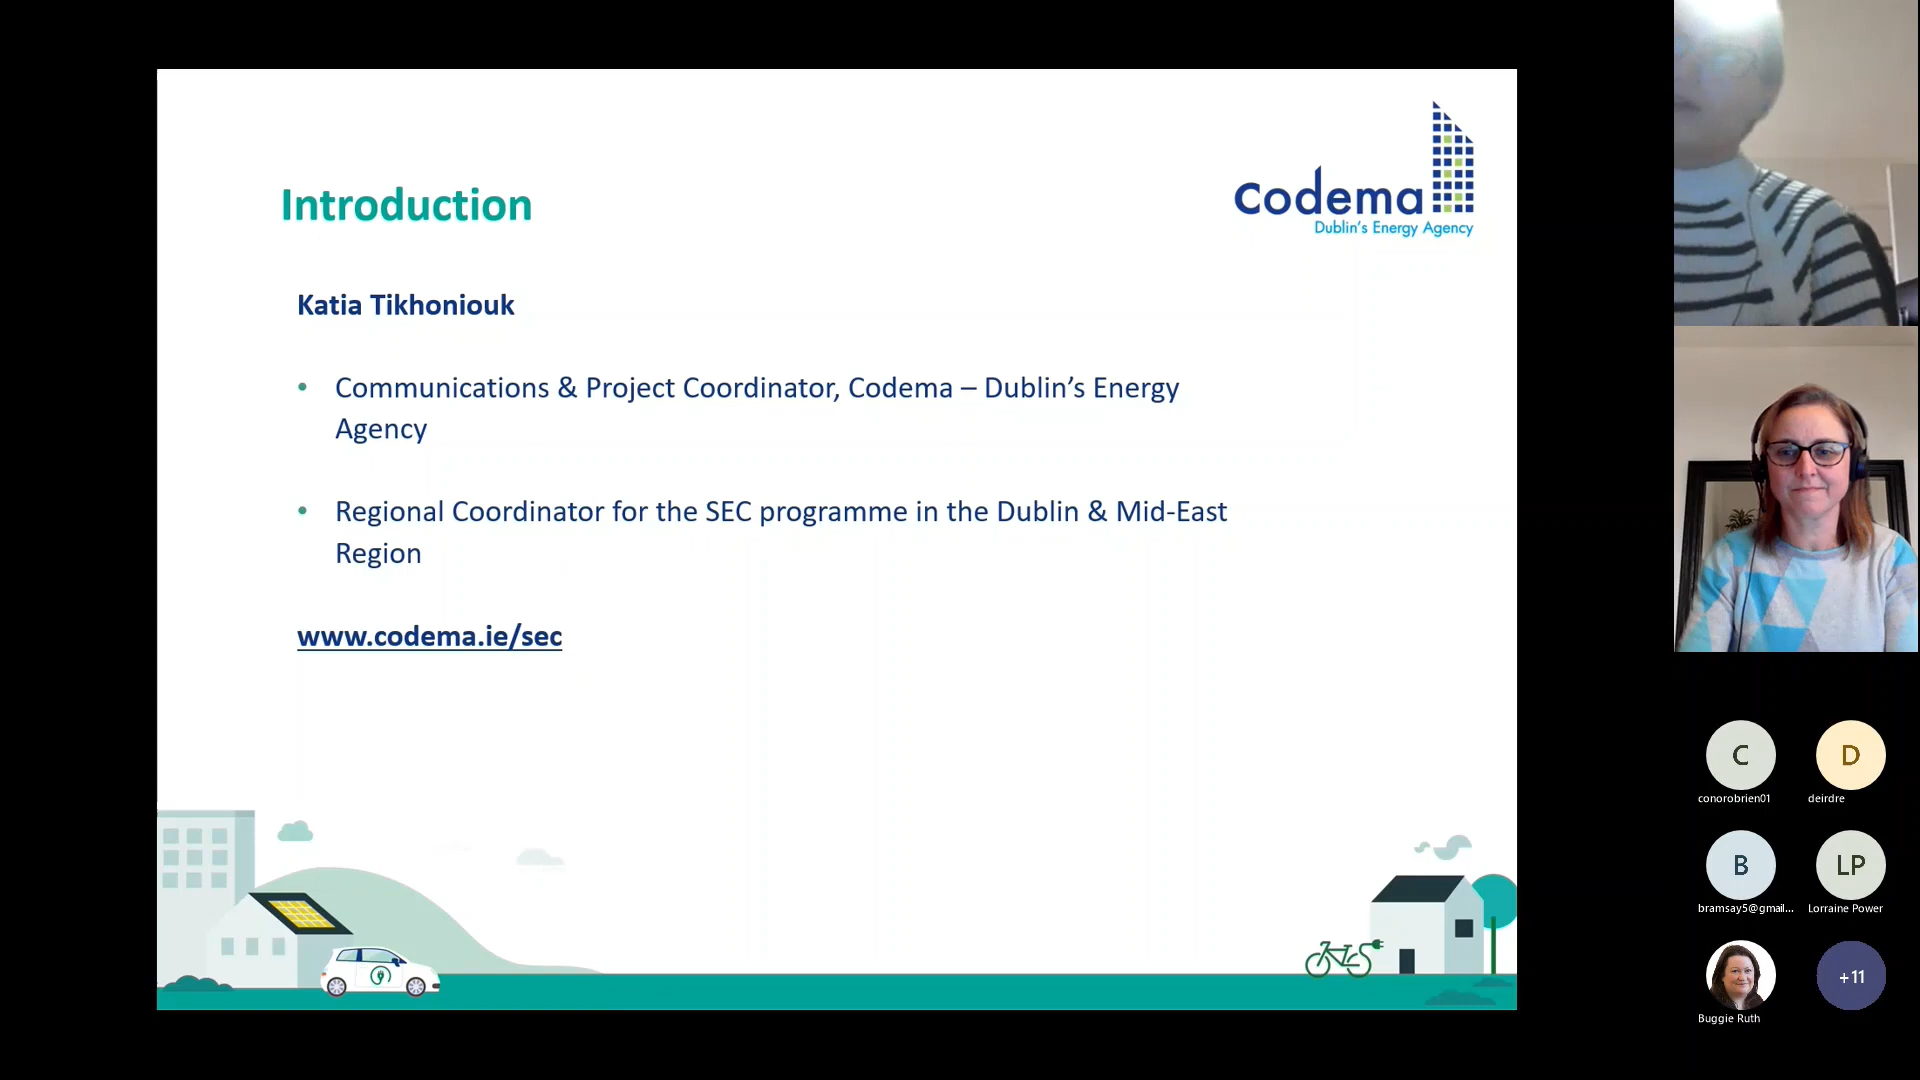 Introduction
codema
Dublin's Energy Agency
Katia Tikhoniouk
• Communications & Project Coordinator, Codema – Dublin's Energy
Agency
• Regional Coordinator for the SEC programme in the Dublin & Mid-East
Region
www.codema.ie/sec
C
conorobrien01
D
deirdre
B
bramsay5@gmail...
LP
Lorraine Power
Buggie Ruth
+11